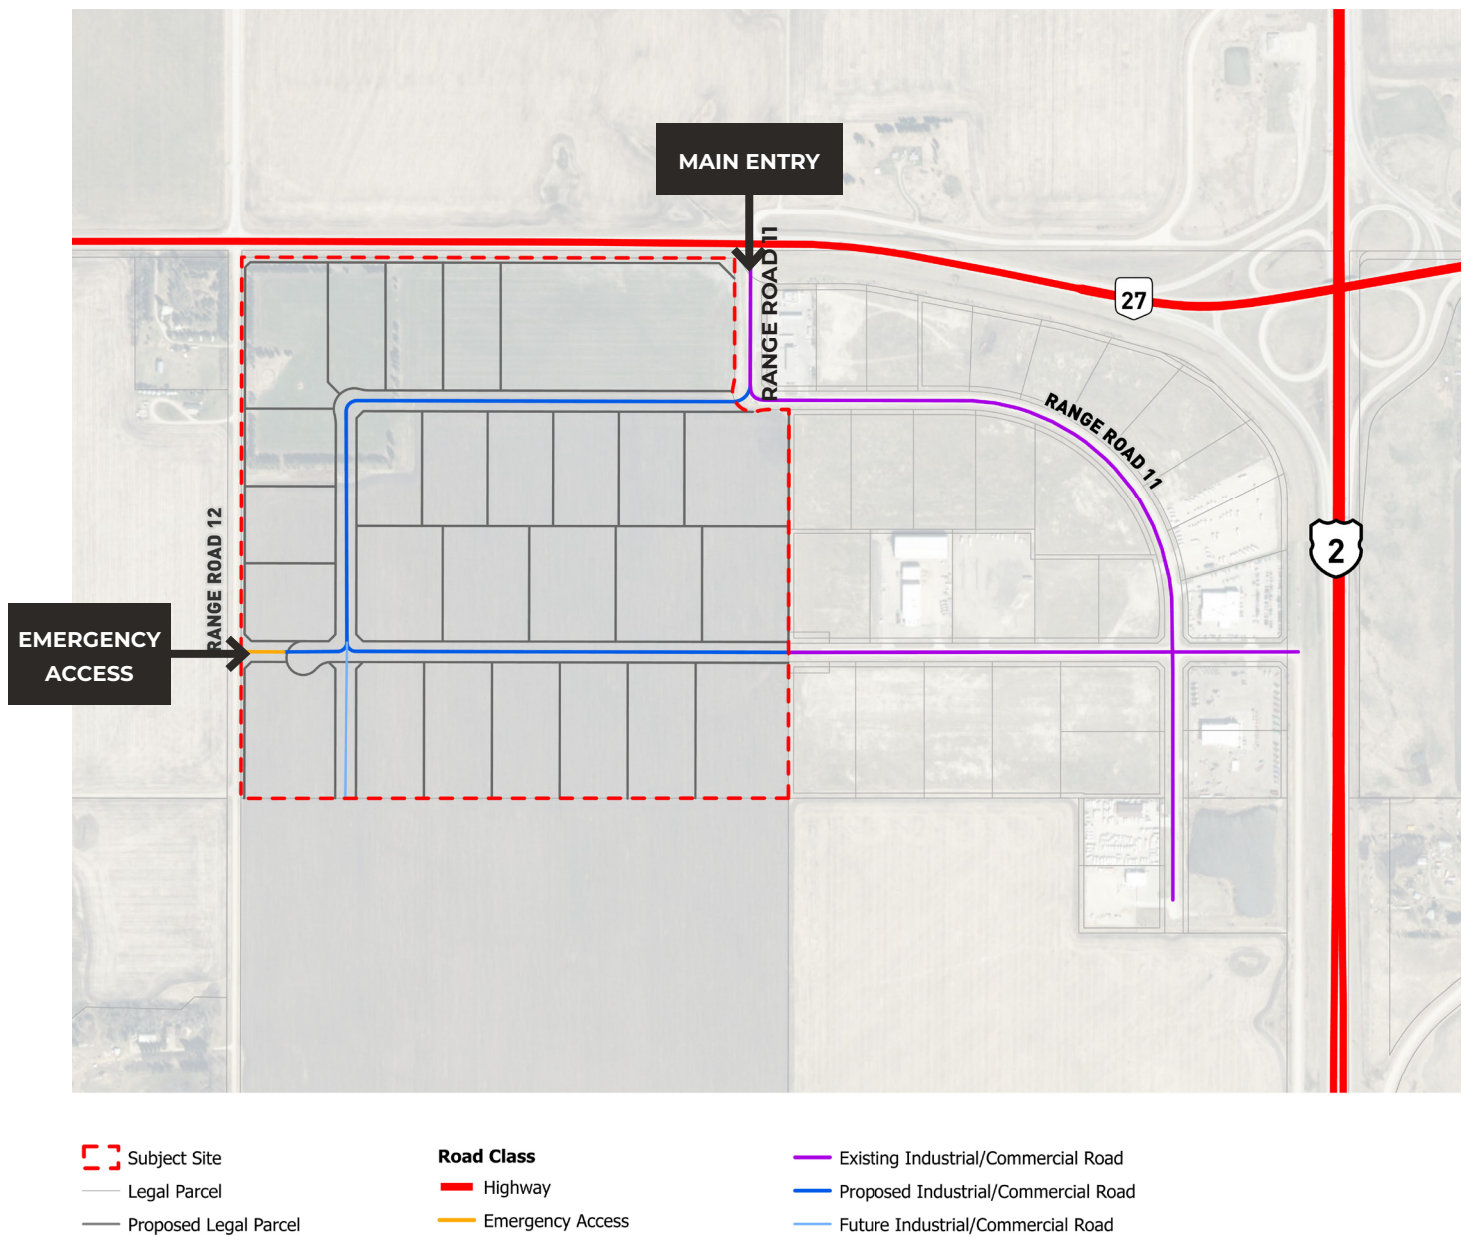 MAIN ENTRY
RANGE ROAD 11
27
RANGE ROAD 11
RANGE ROAD 12
2
EMERGENCY
ACCESS
Subject Site
Legal Parcel
Proposed Legal Parcel
Road Class
Highway
Emergency Access
Existing Industrial/Commercial Road
Proposed Industrial/Commercial Road
Future Industrial/Commercial Road